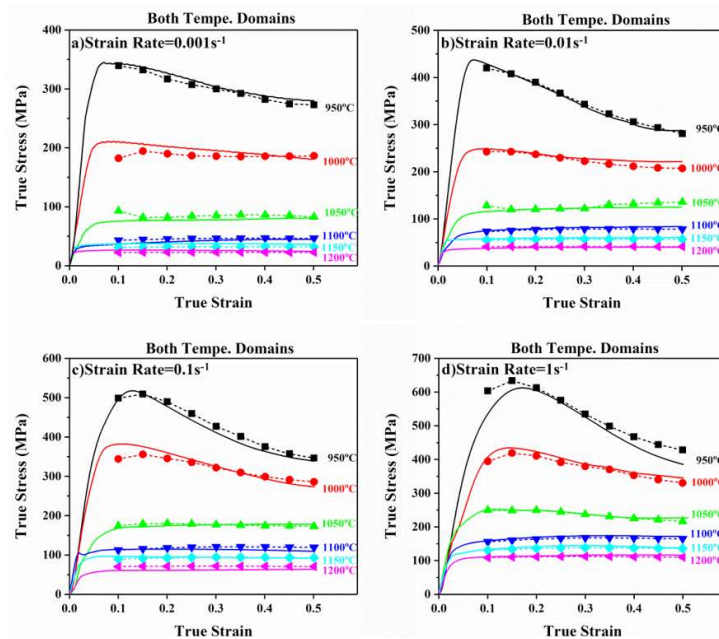 Both Tempe. Domains
a)Strain Rate=0.001s⁻¹
True Stress (MPa)
400
350
300
250
200
150
100
50
0
950°C
1000°C
1050°C
1100°C
1150°C
1200°C
0.0 0.1 0.2 0.3 0.4 0.5
True Strain
Both Tempe. Domains
b)Strain Rate=0.01s⁻¹
True Stress (MPa)
500
400
300
200
100
0
950°C
1000°C
1050°C
1100°C
1150°C
1200°C
0.0 0.1 0.2 0.3 0.4 0.5
True Strain
Both Tempe. Domains
c)Strain Rate=0.1s⁻¹
True Stress (MPa)
600
500
400
300
200
100
0
950°C
1000°C
1050°C
1100°C
1150°C
1200°C
0.0 0.1 0.2 0.3 0.4 0.5
True Strain
Both Tempe. Domains
d)Strain Rate=1s⁻¹
True Stress (MPa)
700
600
500
400
300
200
100
0
950°C
1000°C
1050°C
1100°C
1150°C
1200°C
0.0 0.1 0.2 0.3 0.4 0.5
True Strain